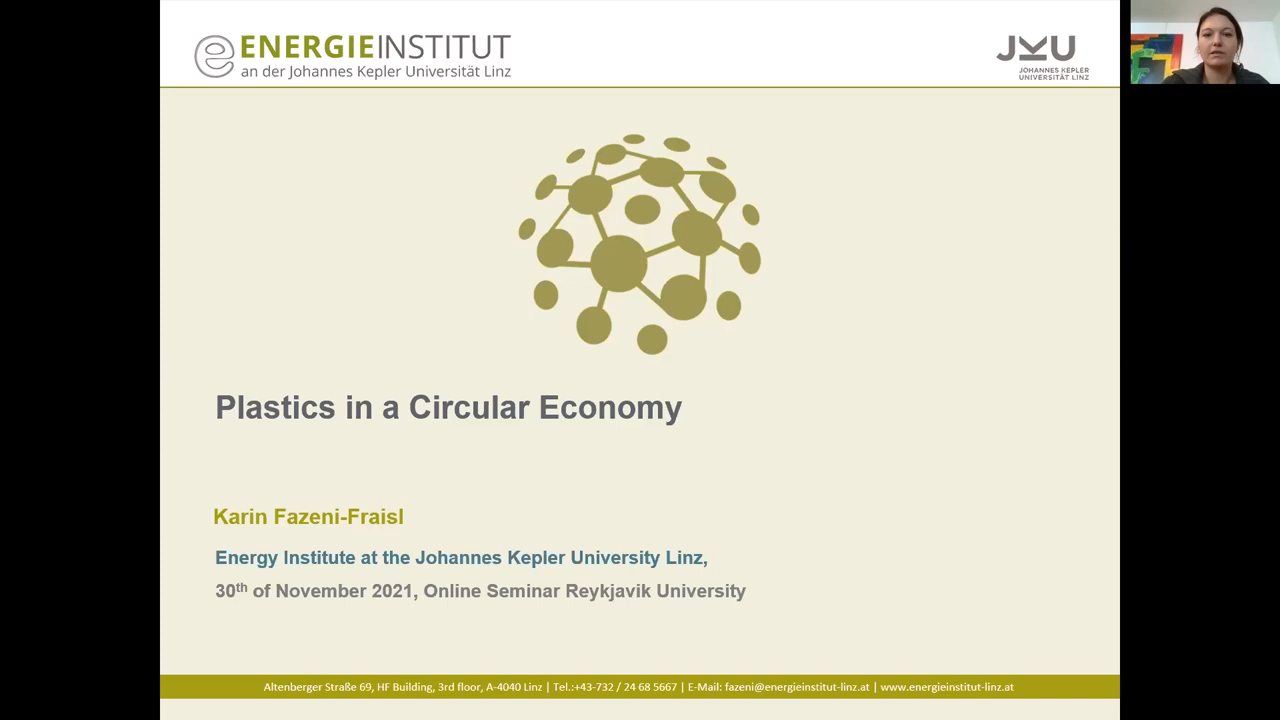 ENERGIEINSTITUT
an der Johannes Kepler Universität Linz
JKU
JOHANNES KEPLER
UNIVERSITÄT LINZ
Plastics in a Circular Economy
Karin Fazeni-Fraisl
Energy Institute at the Johannes Kepler University Linz,
30th of November 2021, Online Seminar Reykjavik University
Altenberger Straße 69, HF Building, 3rd floor, A-4040 Linz | Tel.:+43-732 / 24 68 5667 | E-Mail: fazeni@energieinstitut-linz.at | www.energieinstitut-linz.at